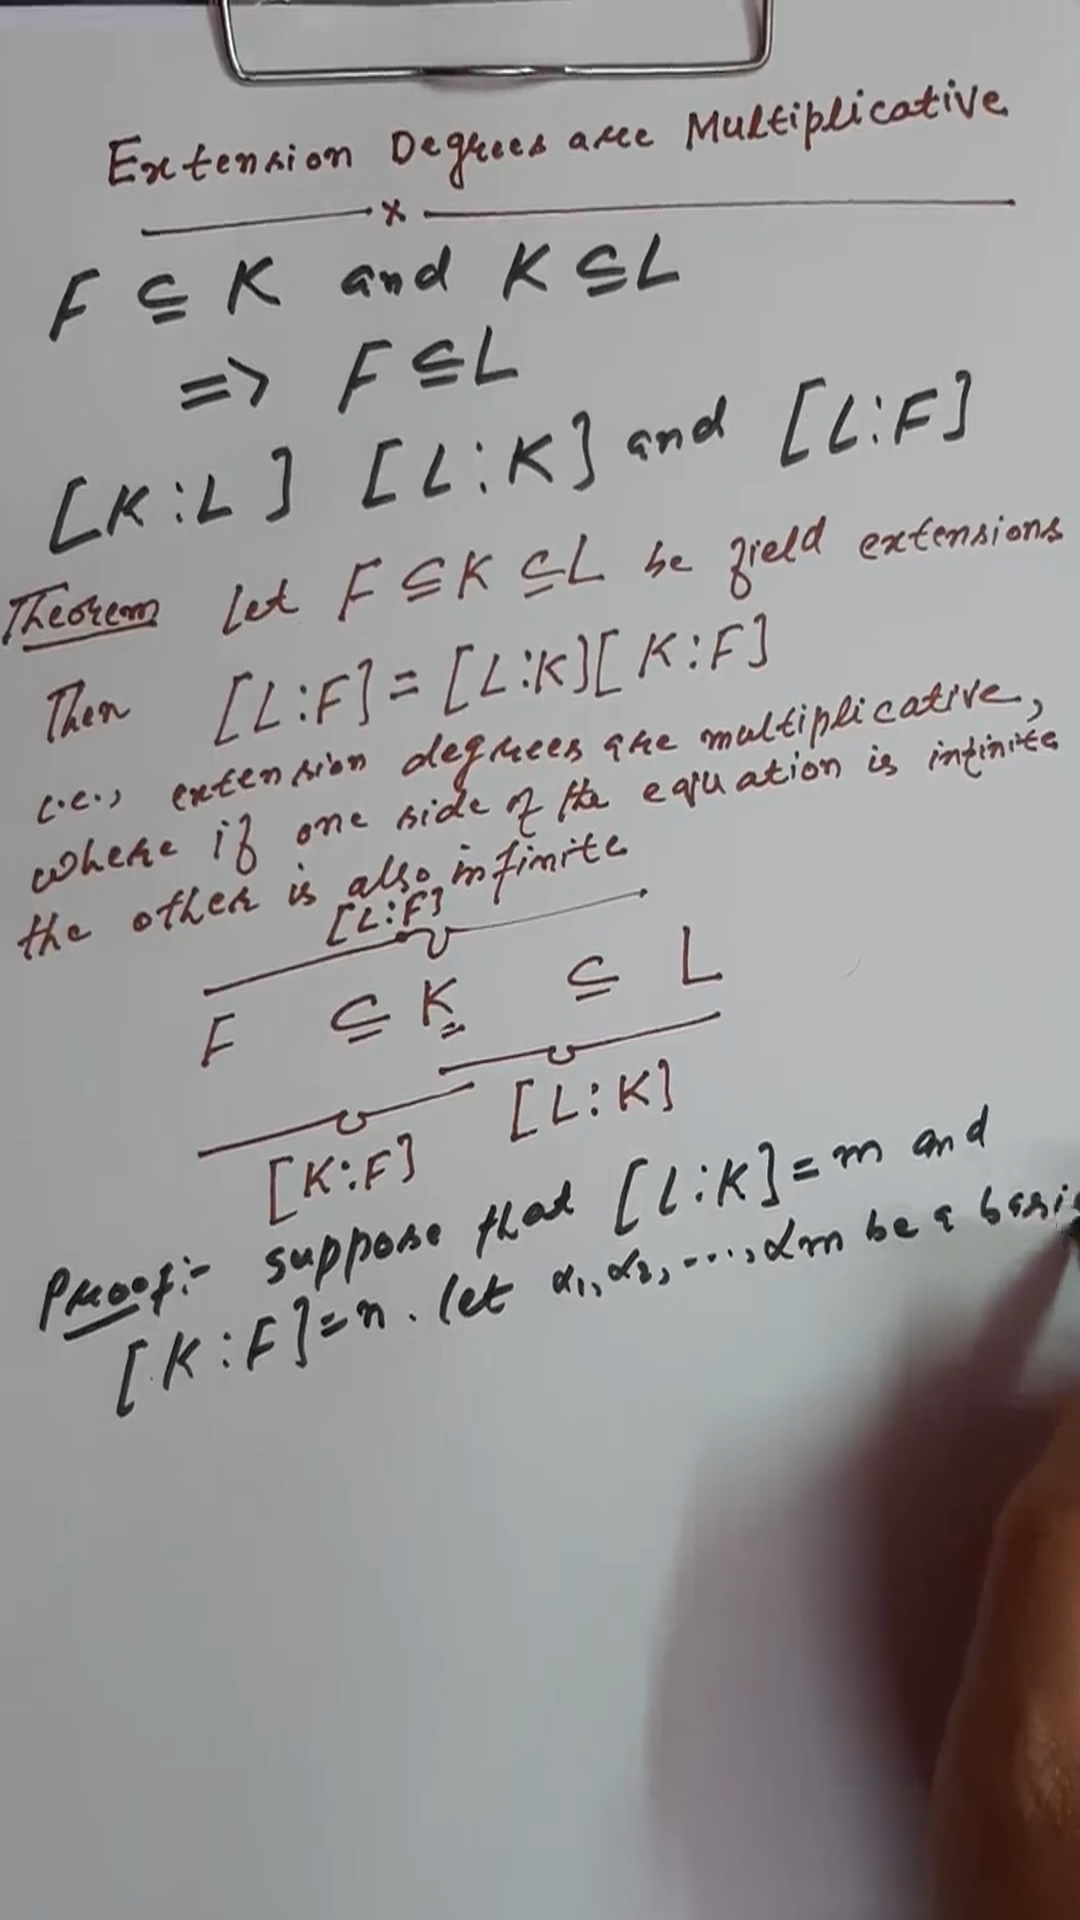 Extension Degrees are Multiplicative
x
F ⊆ K and K ⊆ L
=> F ⊆ L
[K:L] [L:K] and [L:F]
Theorem Let F ⊆ K ⊆ L be field extensions
Then [L:F] = [L:K][K:F]
i.e., extension degrees are multiplicative,
where if one side of the equation is infinite
the other is also infinite
[L:F]
F ⊆ K ⊆ L
[K:F] [L:K]
Proof:- suppose that [L:K] = m and
[K:F] = n. let α1, α2, ..., αm be a basis